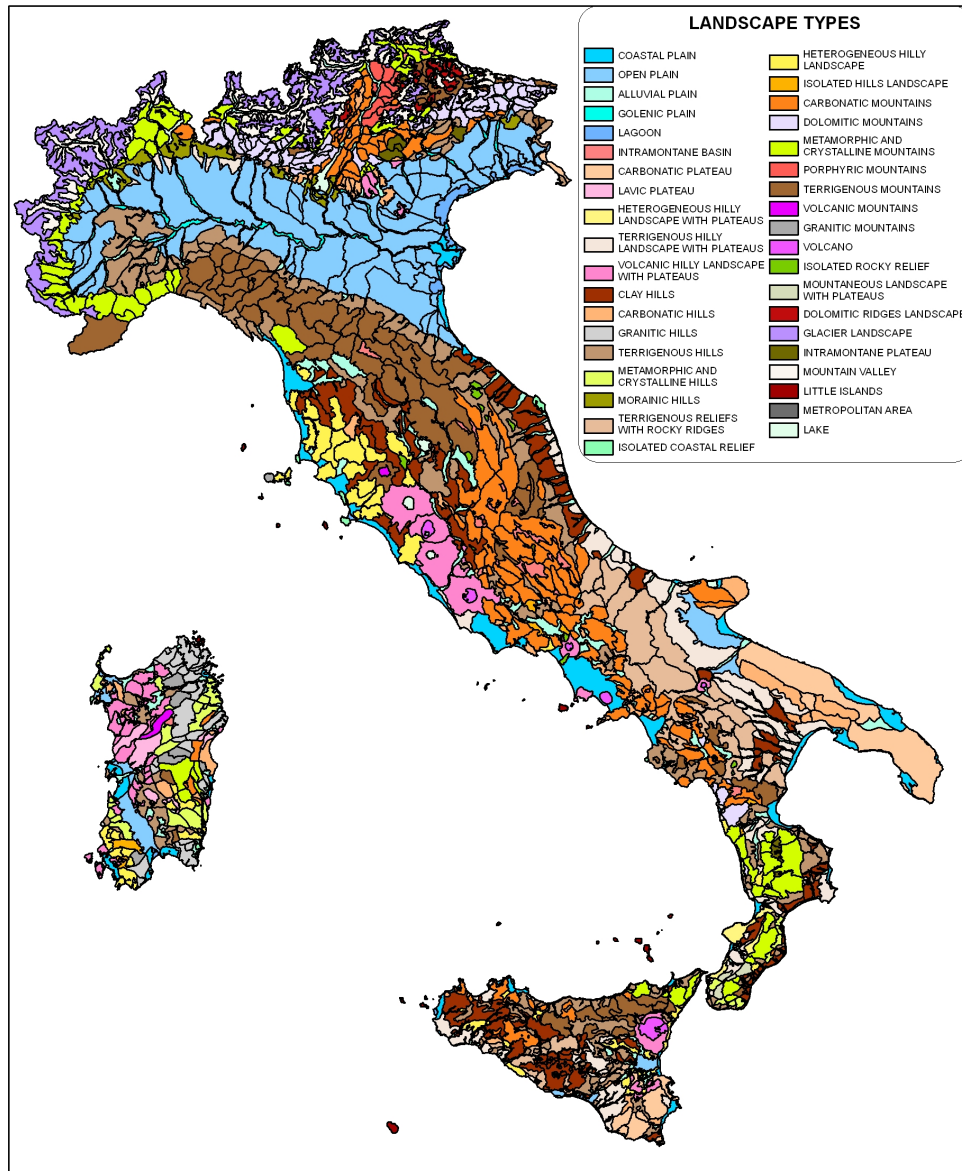 LANDSCAPE TYPES
COASTAL PLAIN
OPEN PLAIN
ALLUVIAL PLAIN
GOLENIC PLAIN
LAGOON
INTRAMONTANE BASIN
CARBONATIC PLATEAU
LAVIC PLATEAU
HETEROGENEOUS HILLY
LANDSCAPE WITH PLATEAUS
TERRIGENOUS HILLY
LANDSCAPE WITH PLATEAUS
VOLCANIC HILLY LANDSCAPE
WITH PLATEAUS
CLAY HILLS
CARBONATIC HILLS
GRANITIC HILLS
TERRIGENOUS HILLS
METAMORPHIC AND
CRYSTALLINE HILLS
MORAINIC HILLS
TERRIGENOUS RELIEFS
WITH ROCKY RIDGES
ISOLATED COASTAL RELIEF
HETEROGENEOUS HILLY
LANDSCAPE
ISOLATED HILLS LANDSCAPE
CARBONATIC MOUNTAINS
DOLOMITIC MOUNTAINS
METAMORPHIC AND
CRYSTALLINE MOUNTAINS
PORPHYRIC MOUNTAINS
TERRIGENOUS MOUNTAINS
VOLCANIC MOUNTAINS
GRANITIC MOUNTAINS
VOLCANO
ISOLATED ROCKY RELIEF
MOUNTANEOUS LANDSCAPE
WITH PLATEAUS
DOLOMITIC RIDGES LANDSCAPE
GLACIER LANDSCAPE
INTRAMONTANE PLATEAU
MOUNTAIN VALLEY
LITTLE ISLANDS
METROPOLITAN AREA
LAKE